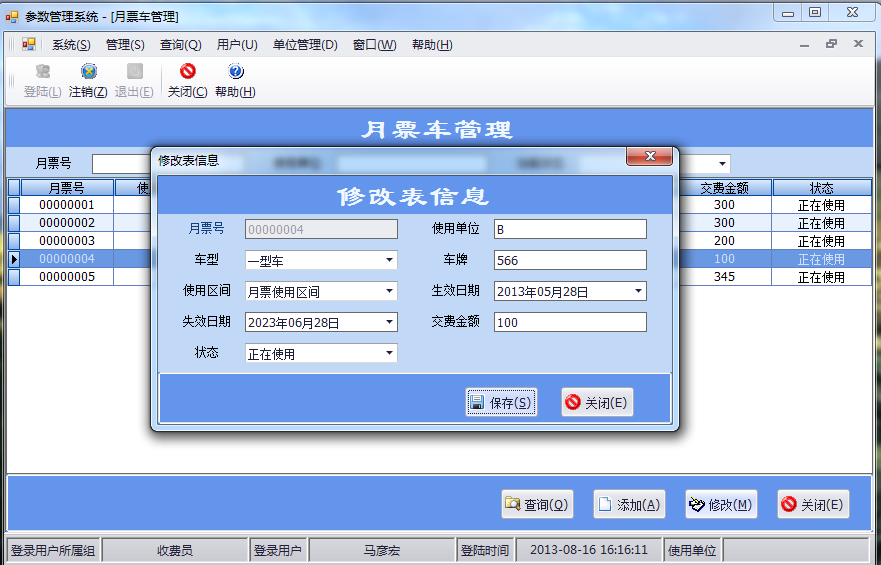 参数管理系统 - [月票车管理]
系统(S) 管理(S) 查询(Q) 用户(U) 单位管理(D) 窗口(W) 帮助(H)
登陆(L) 注销(Z) 退出(E) 关闭(C) 帮助(H)
月票车管理
月票号
月票号 使 交费金额 状态
00000001 300 正在使用
00000002 300 正在使用
00000003 200 正在使用
00000004 100 正在使用
00000005 345 正在使用
修改表信息
修改表信息
月票号 00000004 使用单位 B
车型 一型车 车牌 566
使用区间 月票使用区间 生效日期 2013年05月28日
失效日期 2023年06月28日 交费金额 100
状态 正在使用
保存(S) 关闭(E)
查询(Q) 添加(A) 修改(M) 关闭(E)
登录用户所属组 收费员 登录用户 马彦宏 登陆时间 2013-08-16 16:16:11 使用单位